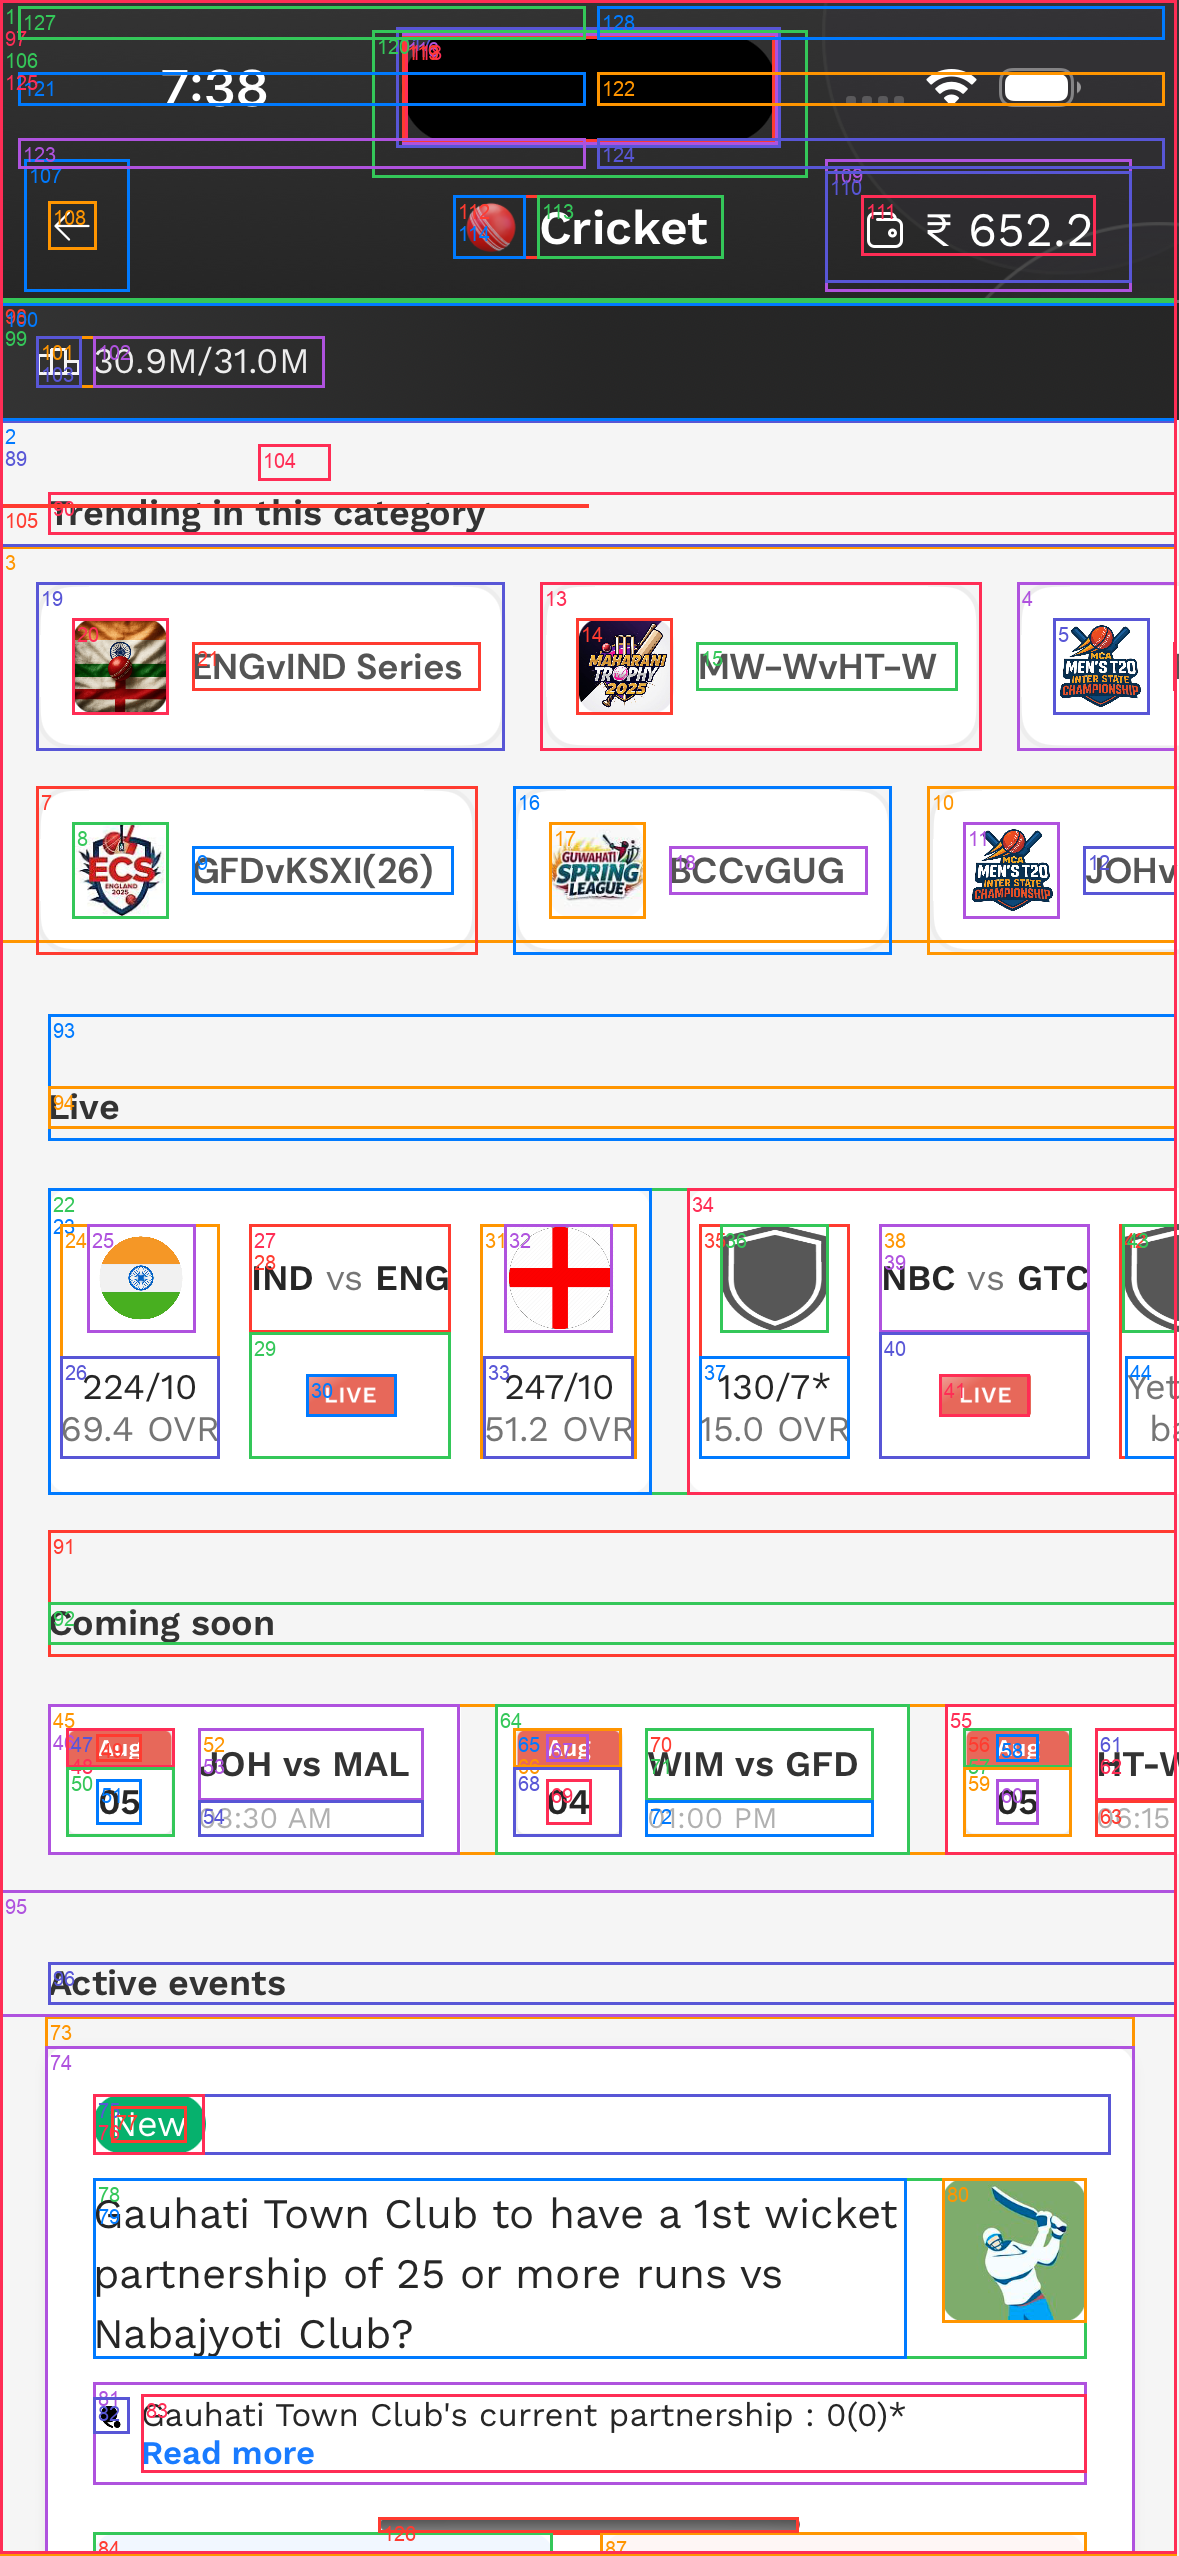 7:38
Cricket
₹ 652.2
30.9M/31.0M
Trending in this category
ENGvIND Series
MAHARANI TROPHY 2025
MW-WvHT-W
MCA MEN'S T20 INTER STATE CHAMPIONSHIP
ECS ENGLAND 2025
GFDvKSXI(26)
GUWAHATI SPRING LEAGUE
BCCvGUG
MCA MEN'S T20 INTER STATE CHAMPIONSHIP
JOHv
Live
IND vs ENG
224/10
69.4 OVR
LIVE
247/10
51.2 OVR
NBC vs GTC
130/7*
15.0 OVR
LIVE
Yet
Coming soon
Aug
05
JOH vs MAL
:30 AM
Aug
04
WIM vs GFD
:00 PM
Aug
05
HT-W
:15
Active events
New
Gauhati Town Club to have a 1st wicket
partnership of 25 or more runs vs
Nabajyoti Club?
Gauhati Town Club's current partnership : 0(0)*
Read more